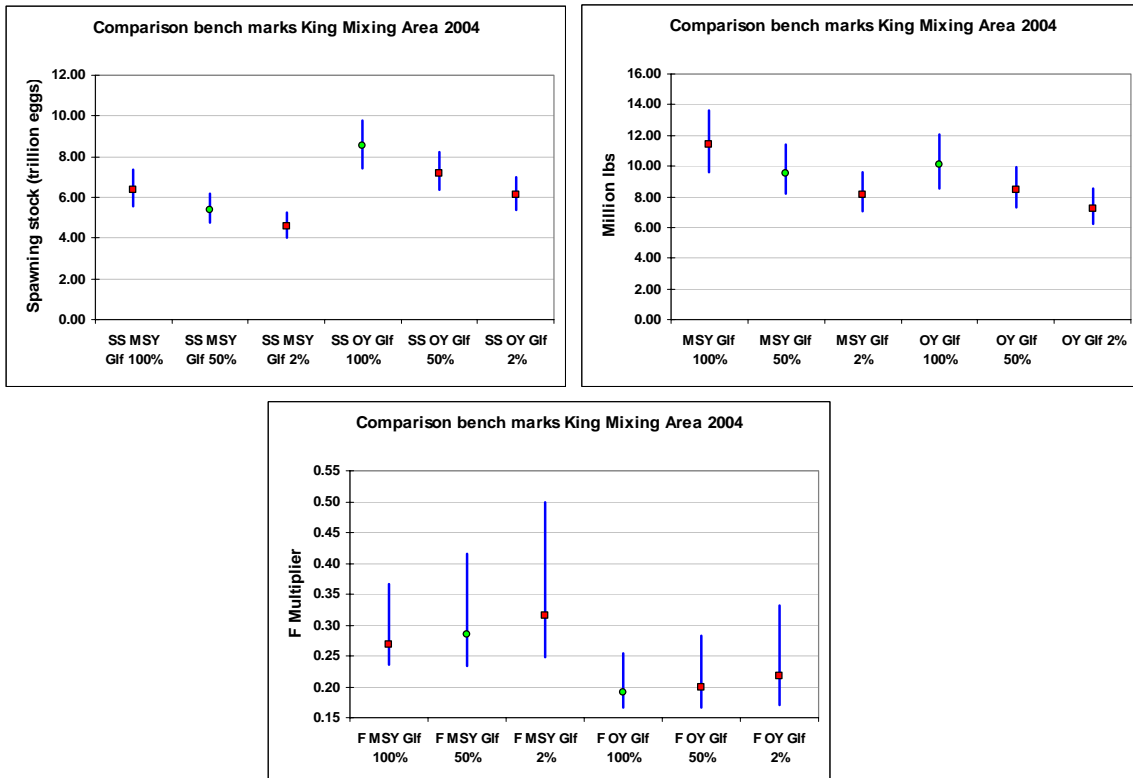 Comparison bench marks King Mixing Area 2004
Spawning stock (trillion eggs)
12.00
10.00
8.00
6.00
4.00
2.00
0.00
SS MSY SS MSY SS MSY SS OY Glf SS OY Glf SS OY Glf
Glf 100% Glf 50% Glf 2% 100% 50% 2%
Comparison bench marks King Mixing Area 2004
Million lbs
16.00
14.00
12.00
10.00
8.00
6.00
4.00
2.00
0.00
MSY Glf MSY Glf MSY Glf OY Glf OY Glf OY Glf 2%
100% 50% 2% 100% 50%
Comparison bench marks King Mixing Area 2004
F Multiplier
0.55
0.50
0.45
0.40
0.35
0.30
0.25
0.20
0.15
F MSY Glf F MSY Glf F MSY Glf F OY Glf F OY Glf F OY Glf
100% 50% 2% 100% 50% 2%